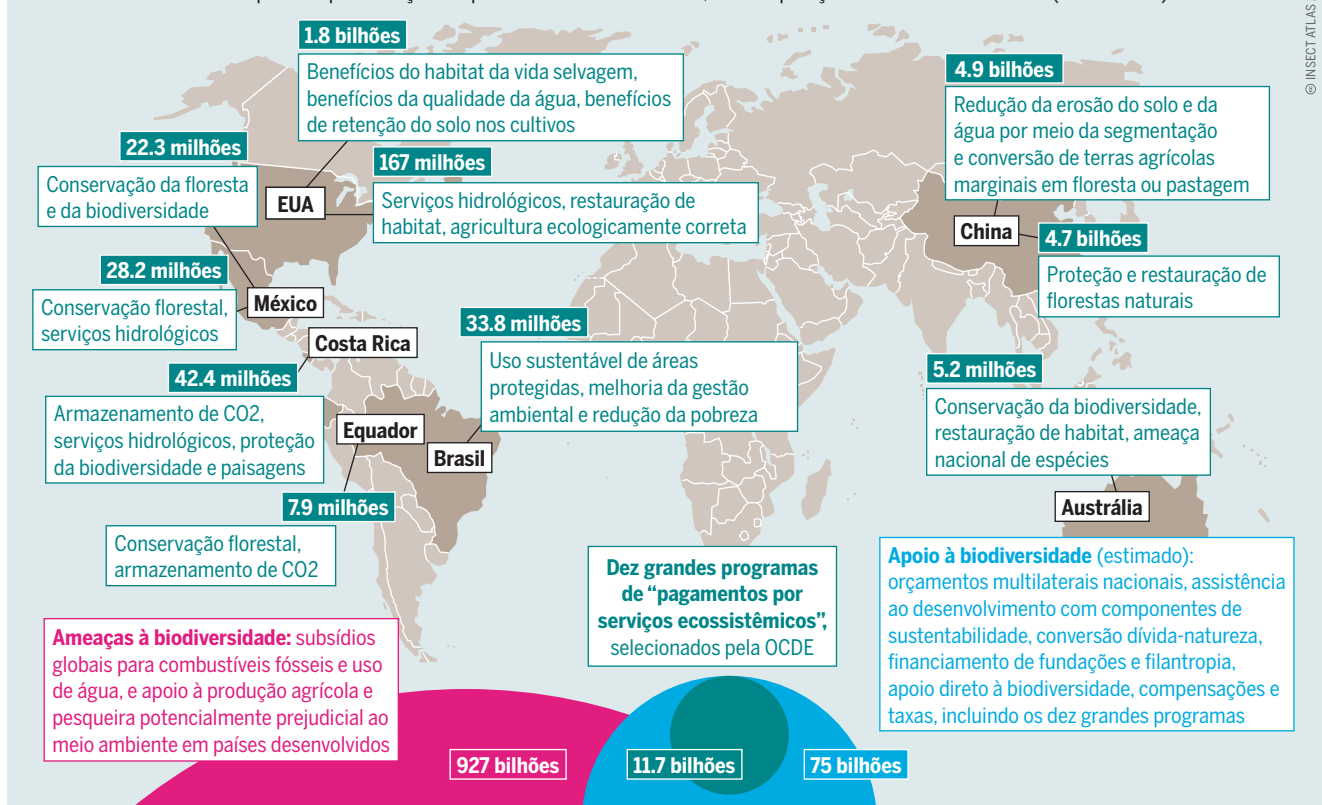 © INSECT ATLAS
1.8 bilhões
Benefícios do habitat da vida selvagem,
benefícios da qualidade da água, benefícios
de retenção do solo nos cultivos
22.3 milhões
Conservação da floresta
e da biodiversidade
EUA
167 milhões
Serviços hidrológicos, restauração de
habitat, agricultura ecologicamente correta
28.2 milhões
Conservação florestal,
serviços hidrológicos
México
Costa Rica
42.4 milhões
Armazenamento de CO2,
serviços hidrológicos, proteção
da biodiversidade e paisagens
33.8 milhões
Uso sustentável de áreas
protegidas, melhoria da gestão
ambiental e redução da pobreza
Equador
Brasil
7.9 milhões
Conservação florestal,
armazenamento de CO2
4.9 bilhões
Redução da erosão do solo e da
água por meio da segmentação
e conversão de terras agrícolas
marginais em floresta ou pastagem
China
4.7 bilhões
Proteção e restauração de
florestas naturais
5.2 milhões
Conservação da biodiversidade,
restauração de habitat, ameaça
nacional de espécies
Austrália
Ameaças à biodiversidade: subsídios
globais para combustíveis fósseis e uso
de água, e apoio à produção agrícola e
pesqueira potencialmente prejudicial ao
meio ambiente em países desenvolvidos
Dez grandes programas
de “pagamentos por
serviços ecossistêmicos”,
selecionados pela OCDE
Apoio à biodiversidade (estimado):
orçamentos multilaterais nacionais, assistência
ao desenvolvimento com componentes de
sustentabilidade, conversão dívida-natureza,
financiamento de fundações e filantropia,
apoio direto à biodiversidade, compensações e
taxas, incluindo os dez grandes programas
927 bilhões
11.7 bilhões
75 bilhões